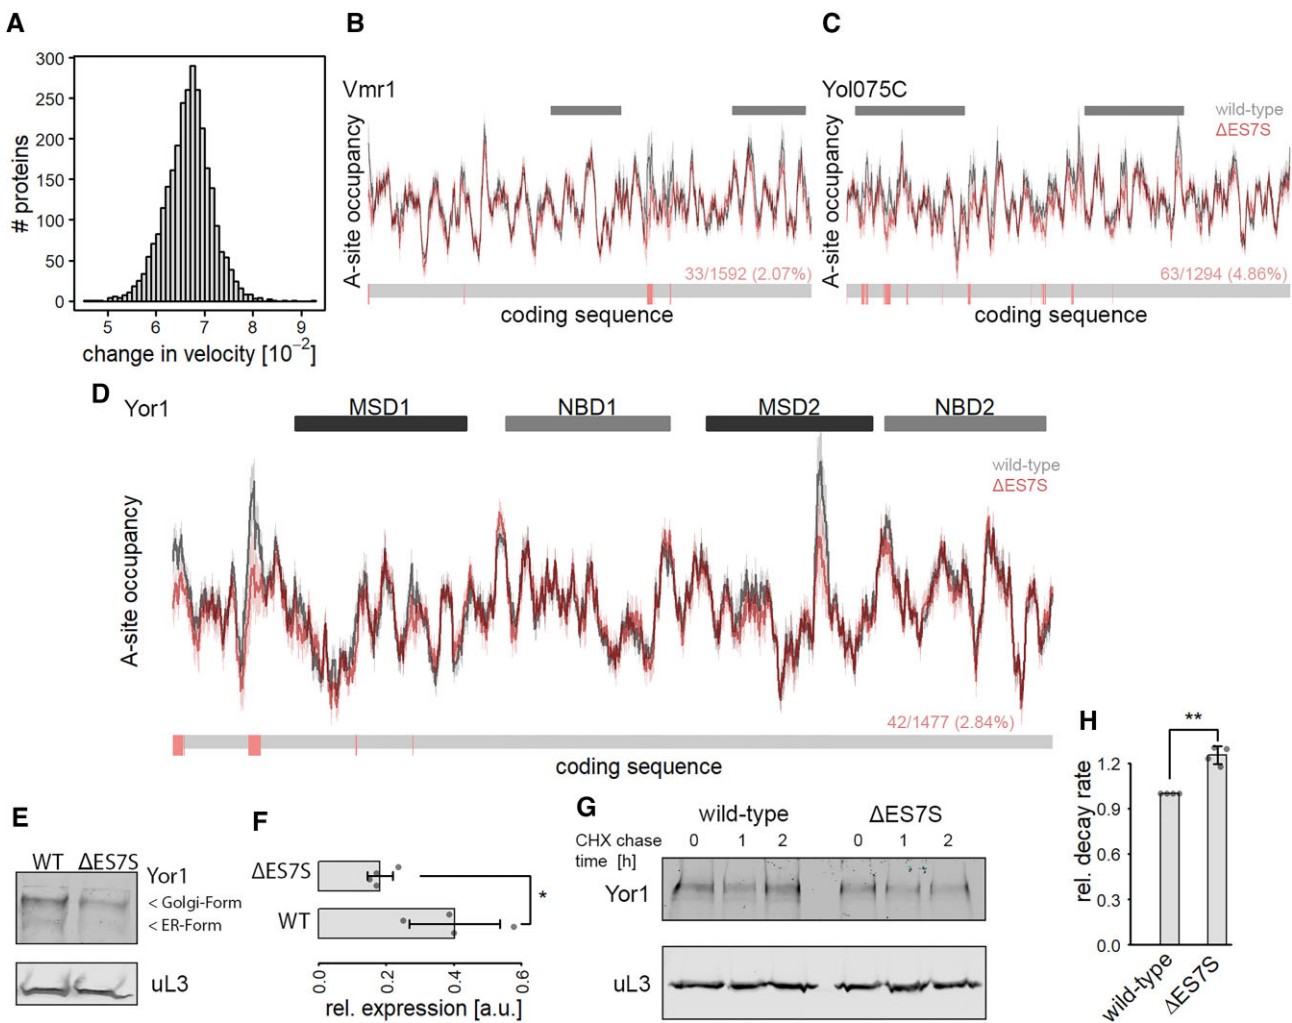 A
300
250
200
150
100
50
0
# proteins
5 6 7 8 9
change in velocity [10⁻²]
B
Vmr1
A-site occupancy
33/1592 (2.07%)
coding sequence
C
Yol075C
wild-type
ΔES7S
A-site occupancy
63/1294 (4.86%)
coding sequence
D
Yor1
MSD1 NBD1 MSD2 NBD2
wild-type
ΔES7S
A-site occupancy
42/1477 (2.84%)
coding sequence
E
WT ΔES7S
Yor1
< Golgi-Form
< ER-Form
uL3
F
ΔES7S
WT
*
0.0 0.2 0.4 0.6
rel. expression [a.u.]
G
wild-type ΔES7S
CHX chase 0 1 2 0 1 2
time [h]
Yor1
uL3
H
**
1.2
0.9
0.6
0.3
0.0
rel. decay rate
wild-type
ΔES7S